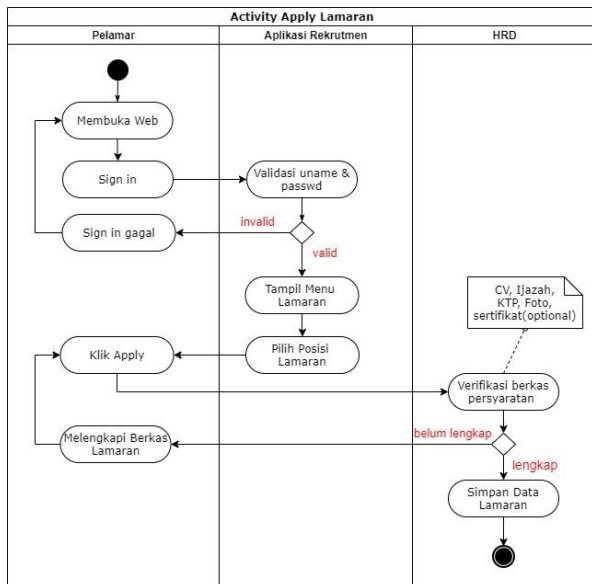 Activity Apply Lamaran
Pelamar
Aplikasi Rekrutmen
HRD
Membuka Web
Sign in
Validasi uname &
passwd
invalid
Sign in gagal
valid
Tampil Menu
Lamaran
CV, Ijazah,
KTP, Foto,
sertifikat(optional)
Klik Apply
Pilih Posisi
Lamaran
Verifikasi berkas
persyaratan
belum lengkap
Melengkapi Berkas
Lamaran
lengkap
Simpan Data
Lamaran